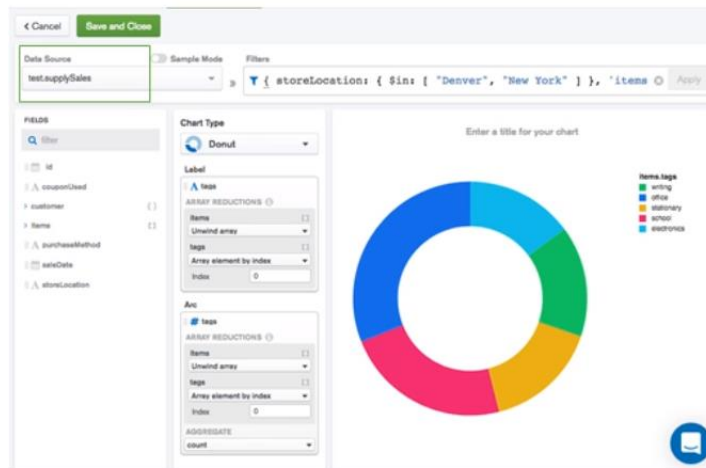 < Cancel
Save and Close
Data Source
Sample Mode
Filters
test.supplySales
{ storeLocation: { $in: [ "Denver", "New York" ] }, 'items
Apply
FIELDS
filter
id
couponUsed
customer
items
purchaseMethod
saleDate
storeLocation
Chart Type
Donut
Label
tags
ARRAY REDUCTIONS
items
Unwind array
tags
Array element by index
Index
0
Arc
tags
ARRAY REDUCTIONS
items
Unwind array
tags
Array element by index
Index
0
AGGREGATE
count
Enter a title for your chart
items.tags
writing
office
stationary
school
electronics